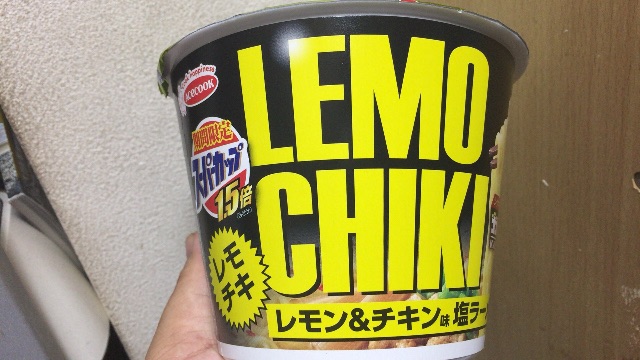 LEMO
CHIKI
ACECOOK
期間限定
スーパーカップ
1.5倍
レモ
チキ
レモン&チキン味 塩ラー